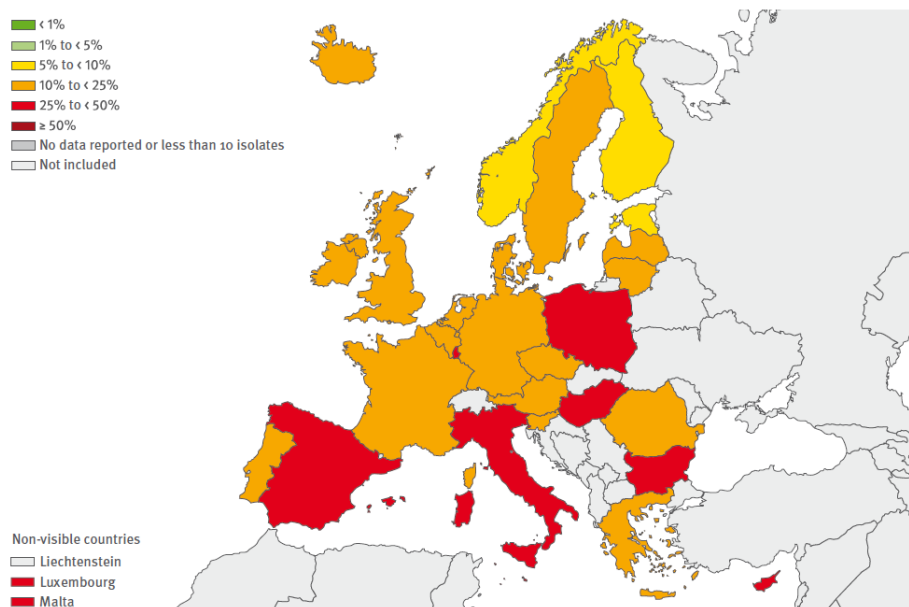 < 1%
1% to < 5%
5% to < 10%
10% to < 25%
25% to < 50%
≥ 50%
No data reported or less than 10 isolates
Not included
Non-visible countries
Liechtenstein
Luxembourg
Malta